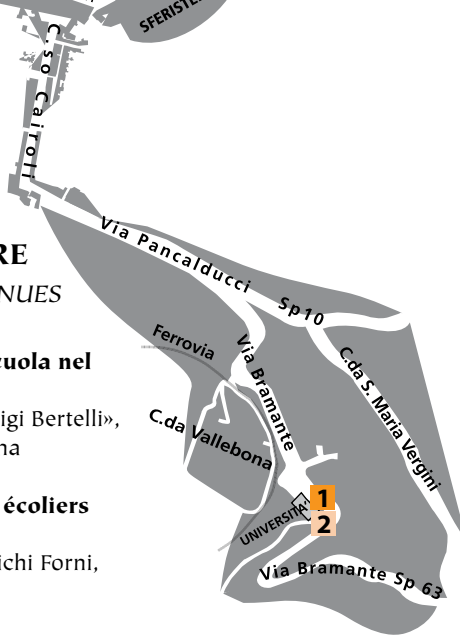 SFERISTE
C.so Cairoli
Via Pancalducci
Sp10
RE
NUES
Ferrovia
Via Bramante
C.da S. Maria Vergini
uola nel
igi Bertelli»,
na
C.da Vallebona
écoliers
1
2
UNIVERSITA'
ichi Forni,
Via Bramante Sp 63